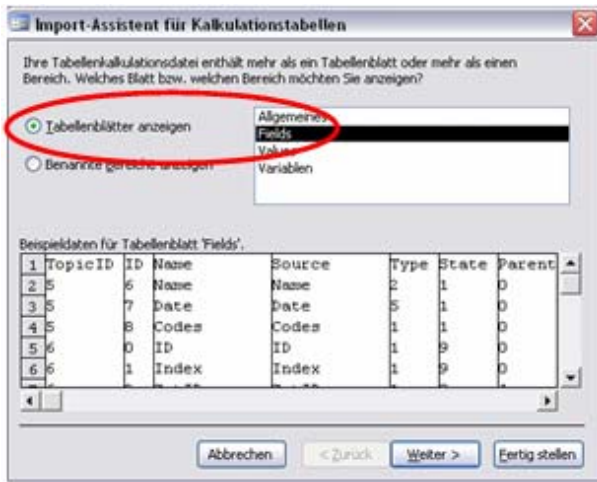 Import-Assistent für Kalkulationstabellen
Ihre Tabellenkalkulationsdatei enthält mehr als ein Tabellenblatt oder mehr als einen
Bereich. Welches Blatt bzw. welchen Bereich möchten Sie anzeigen?
Tabellenblätter anzeigen
Benannte Bereiche anzeigen
Allgemeines
Fields
Values
Variablen
Beispieldaten für Tabellenblatt 'Fields'.
1 TopicID ID Name Source Type State Parent
2 5 6 Name Name 2 1 0
3 5 7 Date Date 5 1 0
4 5 8 Codes Codes 1 1 0
5 6 0 ID ID 1 9 0
6 6 1 Index Index 1 9 0
Abbrechen
< Zurück
Weiter >
Fertig stellen